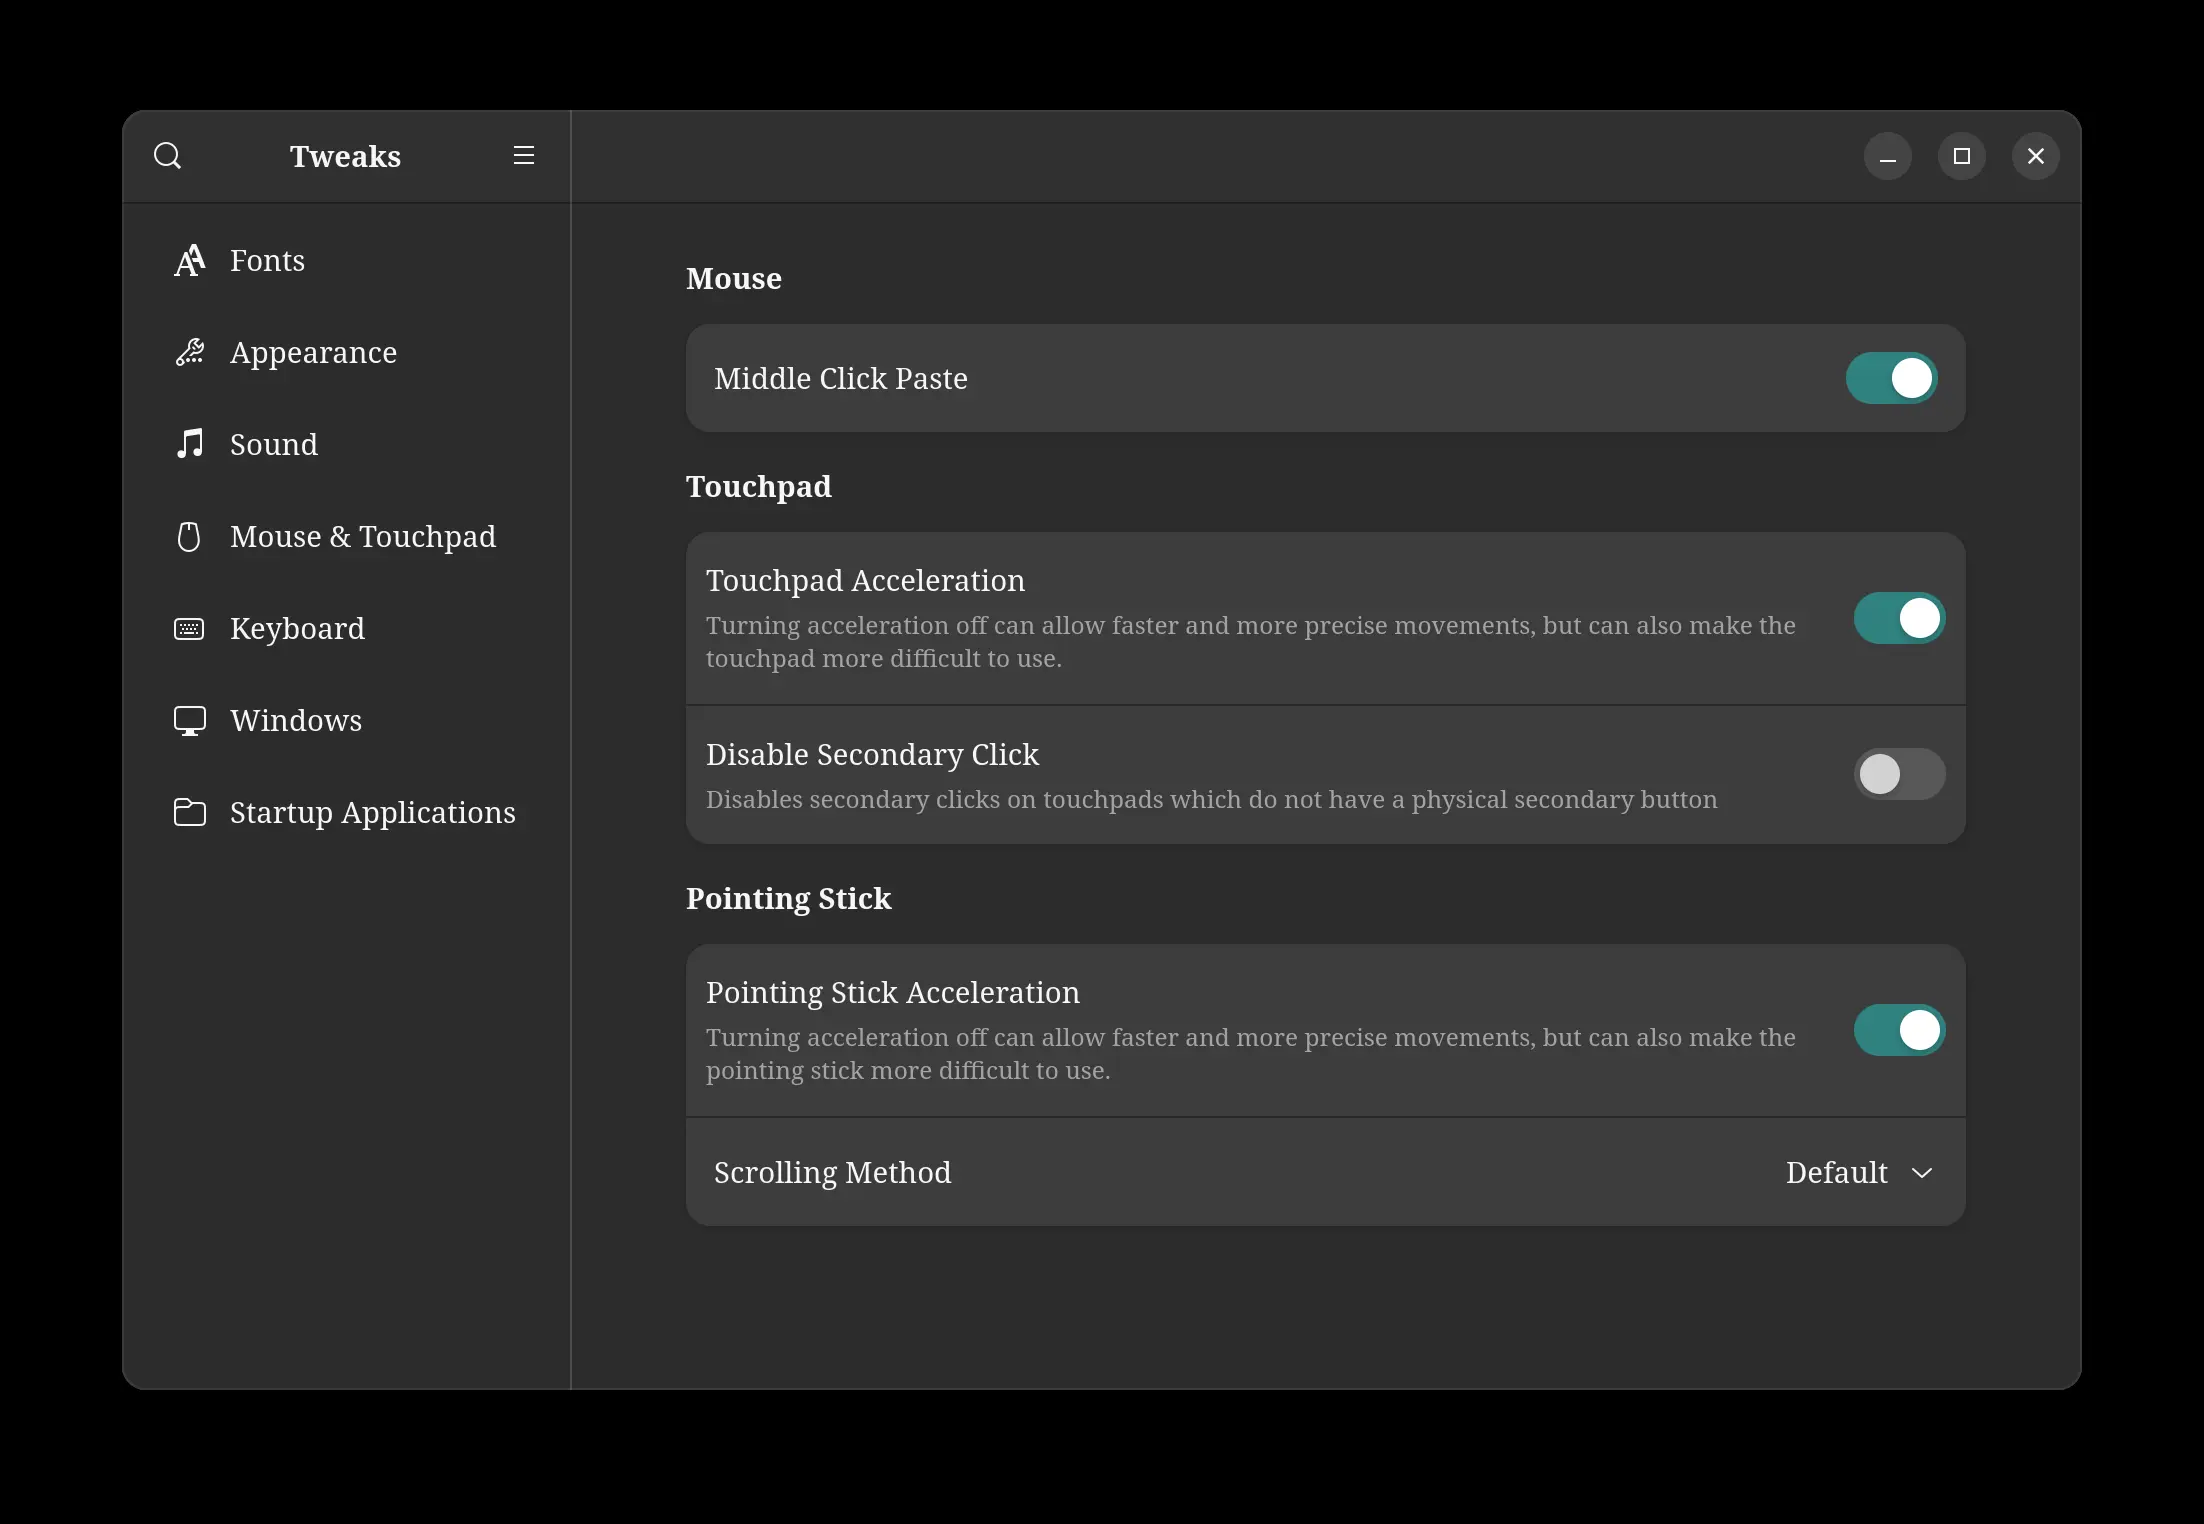 Tweaks
Fonts
Appearance
Sound
Mouse & Touchpad
Keyboard
Windows
Startup Applications
Mouse
Middle Click Paste
Touchpad
Touchpad Acceleration
Turning acceleration off can allow faster and more precise movements, but can also make the
touchpad more difficult to use.
Disable Secondary Click
Disables secondary clicks on touchpads which do not have a physical secondary button
Pointing Stick
Pointing Stick Acceleration
Turning acceleration off can allow faster and more precise movements, but can also make the
pointing stick more difficult to use.
Scrolling Method
Default